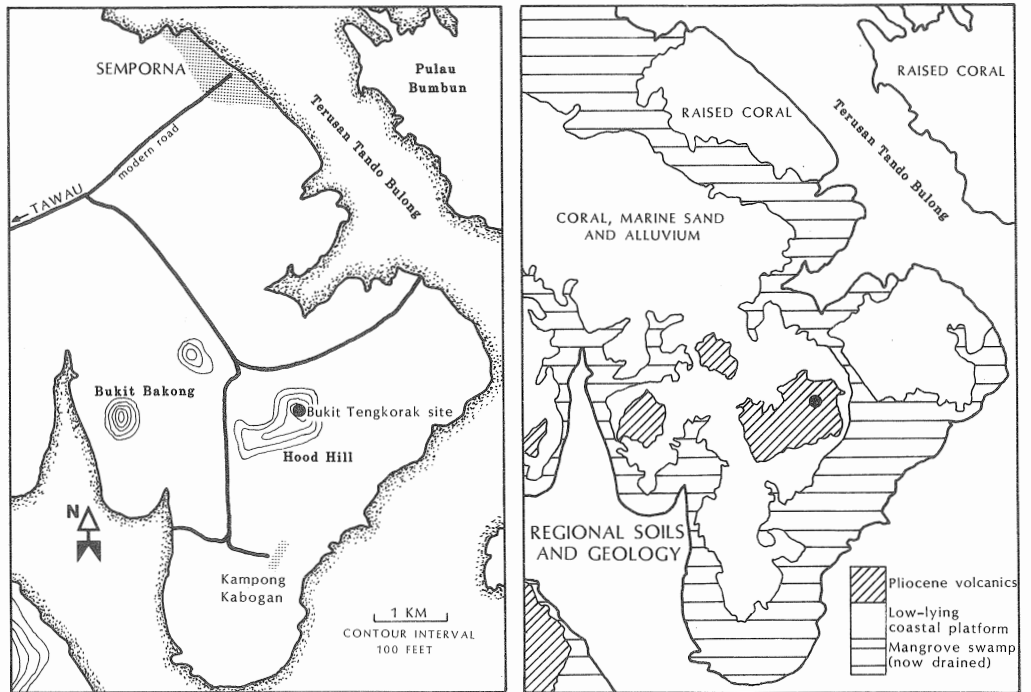 SEMPORNA
Pulau
Bumbun
Terusan Tando Bulong
modern road
TAWAU
Bukit Bakong
Bukit Tengkorak site
Hood Hill
N
Kampong
Kabogan
1 KM
CONTOUR INTERVAL
100 FEET
RAISED CORAL
RAISED CORAL
Terusan Tando Bulong
CORAL, MARINE SAND
AND ALLUVIUM
REGIONAL SOILS
AND GEOLOGY
Pliocene volcanics
Low-lying
coastal platform
Mangrove swamp
(now drained)